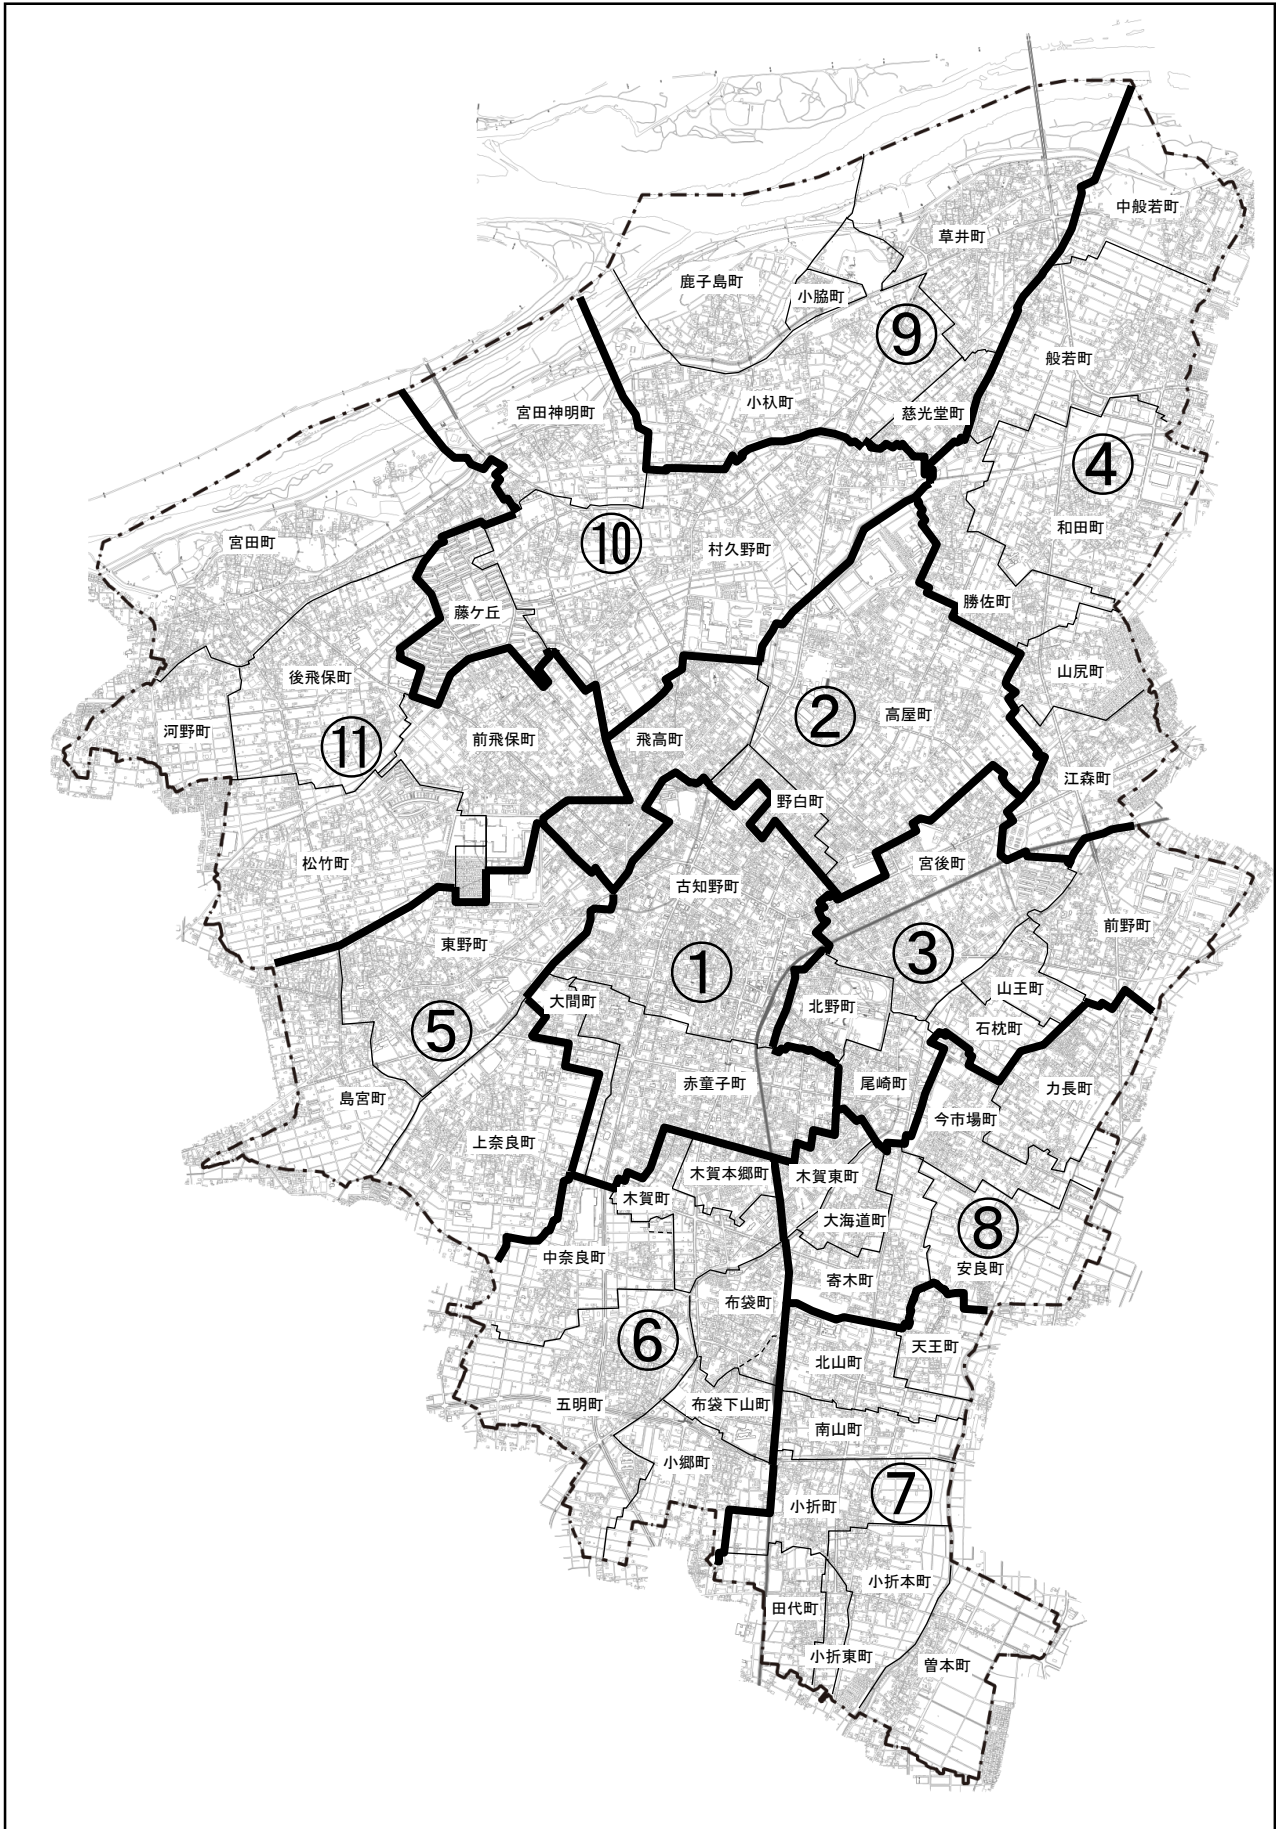 中般若町
草井町
鹿子島町
小脇町
⑨
般若町
小杁町
宮田神明町
慈光堂町
④
和田町
宮田町
⑩
村久野町
藤ケ丘
勝佐町
山尻町
後飛保町
河野町
⑪
前飛保町
飛高町
②
高屋町
江森町
野白町
松竹町
宮後町
古知野町
前野町
東野町
①
③
山王町
大間町
北野町
石枕町
⑤
赤童子町
尾崎町
力長町
島宮町
今市場町
上奈良町
木賀本郷町
木賀東町
木賀町
大海道町
⑧
中奈良町
安良町
寄木町
布袋町
⑥
天王町
北山町
五明町
布袋下山町
南山町
小郷町
⑦
小折町
小折本町
田代町
小折東町
曽本町